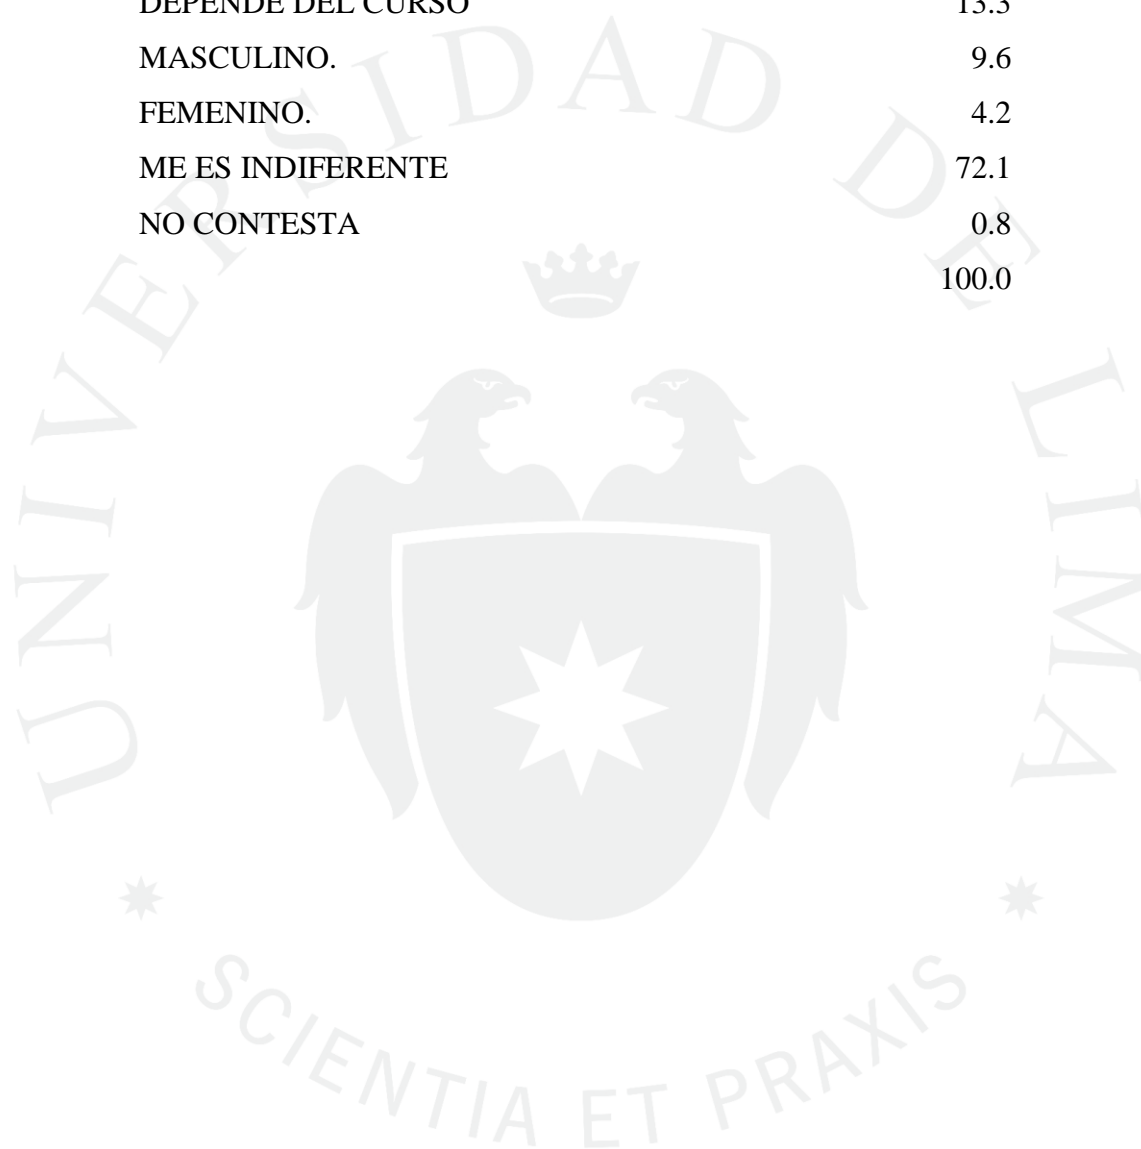 DEPENDE DEL CURSO 13.3
MASCULINO. 9.6
FEMENINO. 4.2
ME ES INDIFERENTE 72.1
NO CONTESTA 0.8
100.0
UNIVERSIDAD DE LIMA
SCIENTIA ET PRAXIS